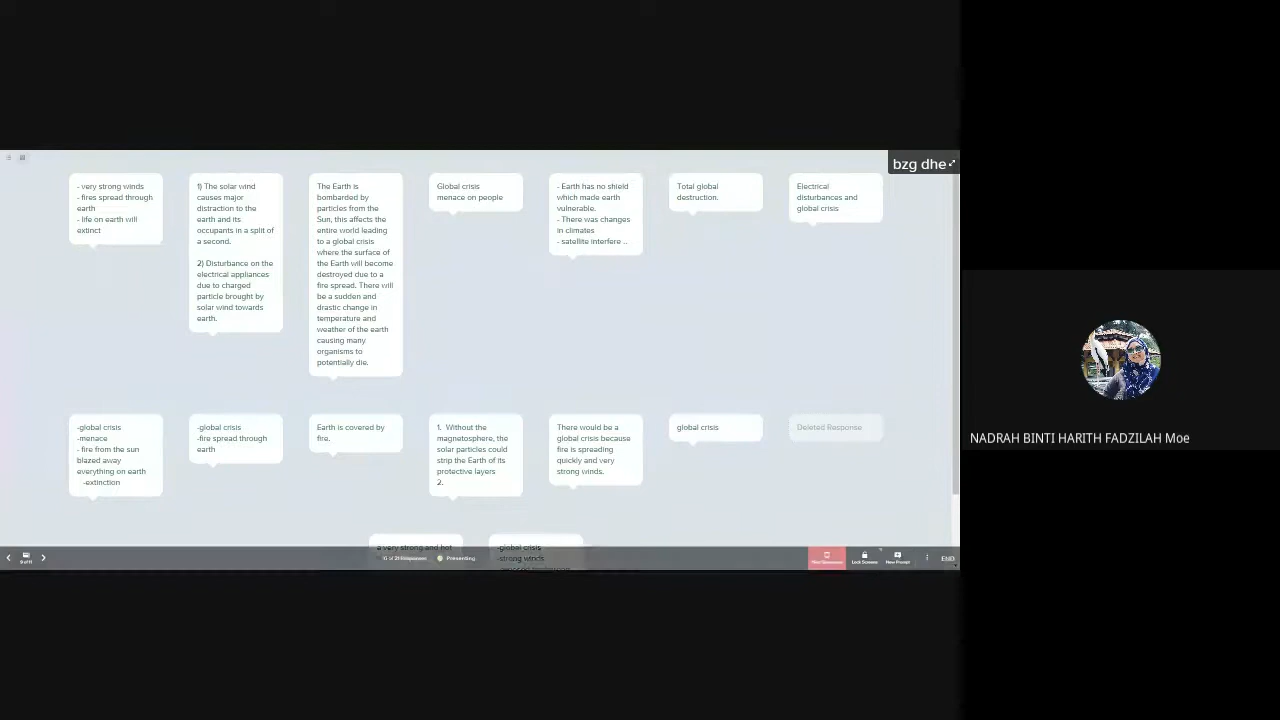 bzg dhe
- very strong winds
- fires spread through
earth
- life on earth will
extinct
1) The solar wind
causes major
distraction to the
earth and its
occupants in a split of
a second.
2) Disturbance on the
electrical appliances
due to charged
particle brought by
solar wind towards
earth.
The Earth is
bombarded by
particles from the
Sun, this affects the
entire world leading
to a global crisis
where the surface of
the Earth will become
destroyed due to a
fire spread. There will
be a sudden and
drastic change in
temperature and
weather of the earth
causing many
organisms to
potentially die.
Global crisis
menace on people
- Earth has no shield
which made earth
vulnerable.
- There was changes
in climates
- satellite interfere ..
Total global
destruction.
Electrical
disturbances and
global crisis
-global crisis
-menace
- fire from the sun
blazed away
everything on earth
-extinction
-global crisis
-fire spread through
earth
Earth is covered by
fire.
1. Without the
magnetosphere, the
solar particles could
strip the Earth of its
protective layers
2.
There would be a
global crisis because
fire is spreading
quickly and very
strong winds.
global crisis
Deleted Response
a very strong and hot
-global crisis
-strong winds
Presenting
Lock Screens
New Prompt
END
NADRAH BINTI HARITH FADZILAH Moe